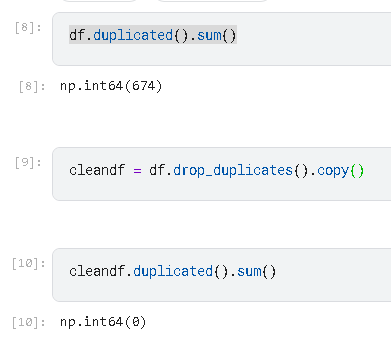 [8]:
df.duplicated().sum()
[8]:
np.int64(674)
[9]:
cleandf = df.drop_duplicates().copy()
[10]:
cleandf.duplicated().sum()
[10]:
np.int64(0)